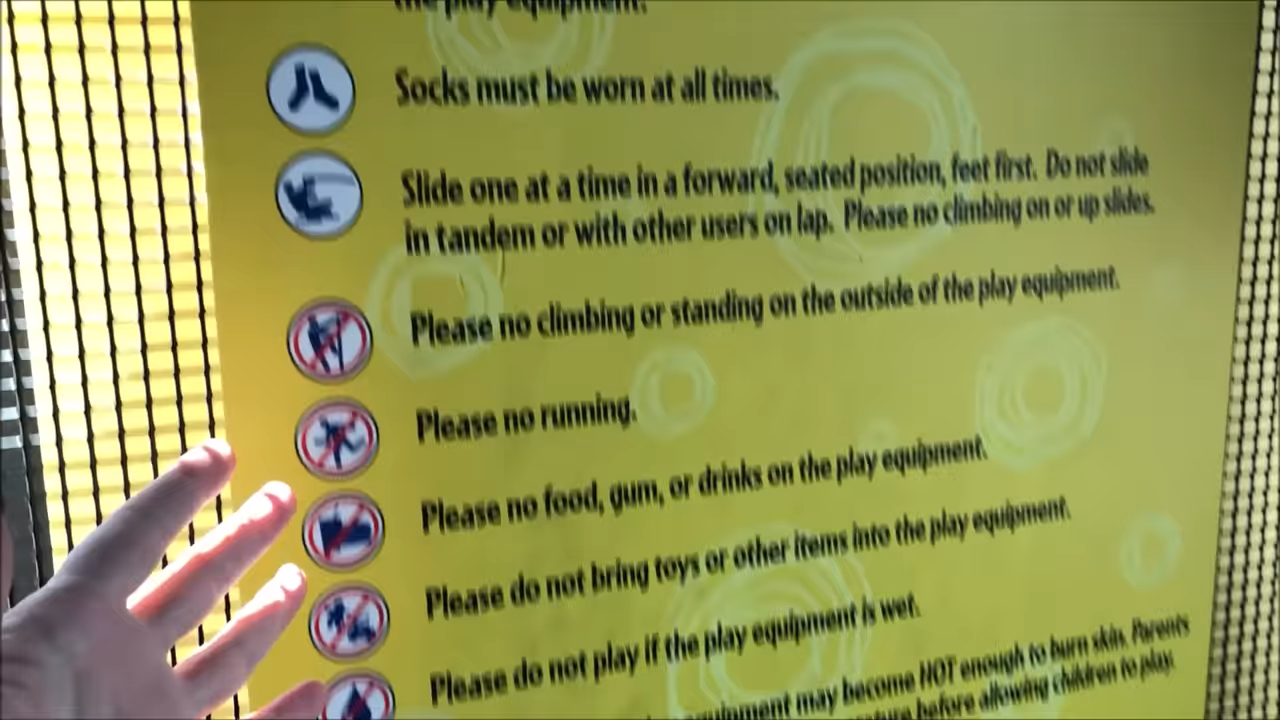 the play equipment.
Socks must be worn at all times.
Slide one at a time in a forward, seated position, feet first. Do not slide
in tandem or with other users on lap. Please no climbing on or up slides.
Please no climbing or standing on the outside of the play equipment.
Please no running.
Please no food, gum, or drinks on the play equipment.
Please do not bring toys or other items into the play equipment.
Please do not play if the play equipment is wet.
equipment may become HOT enough to burn skin. Parents
before allowing children to play.